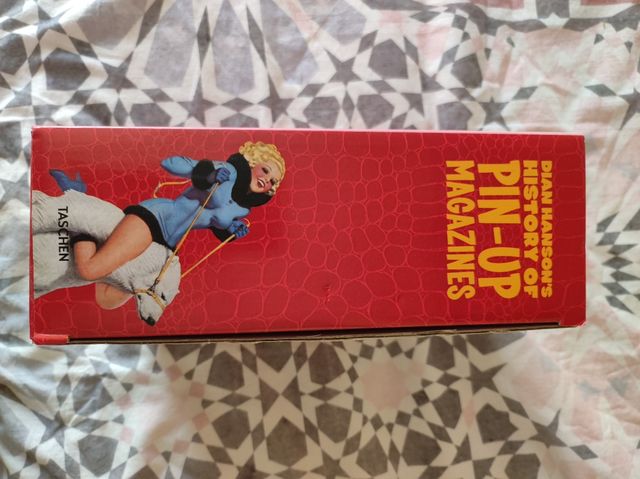 DIAN HANSON'S
HISTORY OF
PIN-UP
MAGAZINES
TASCHEN